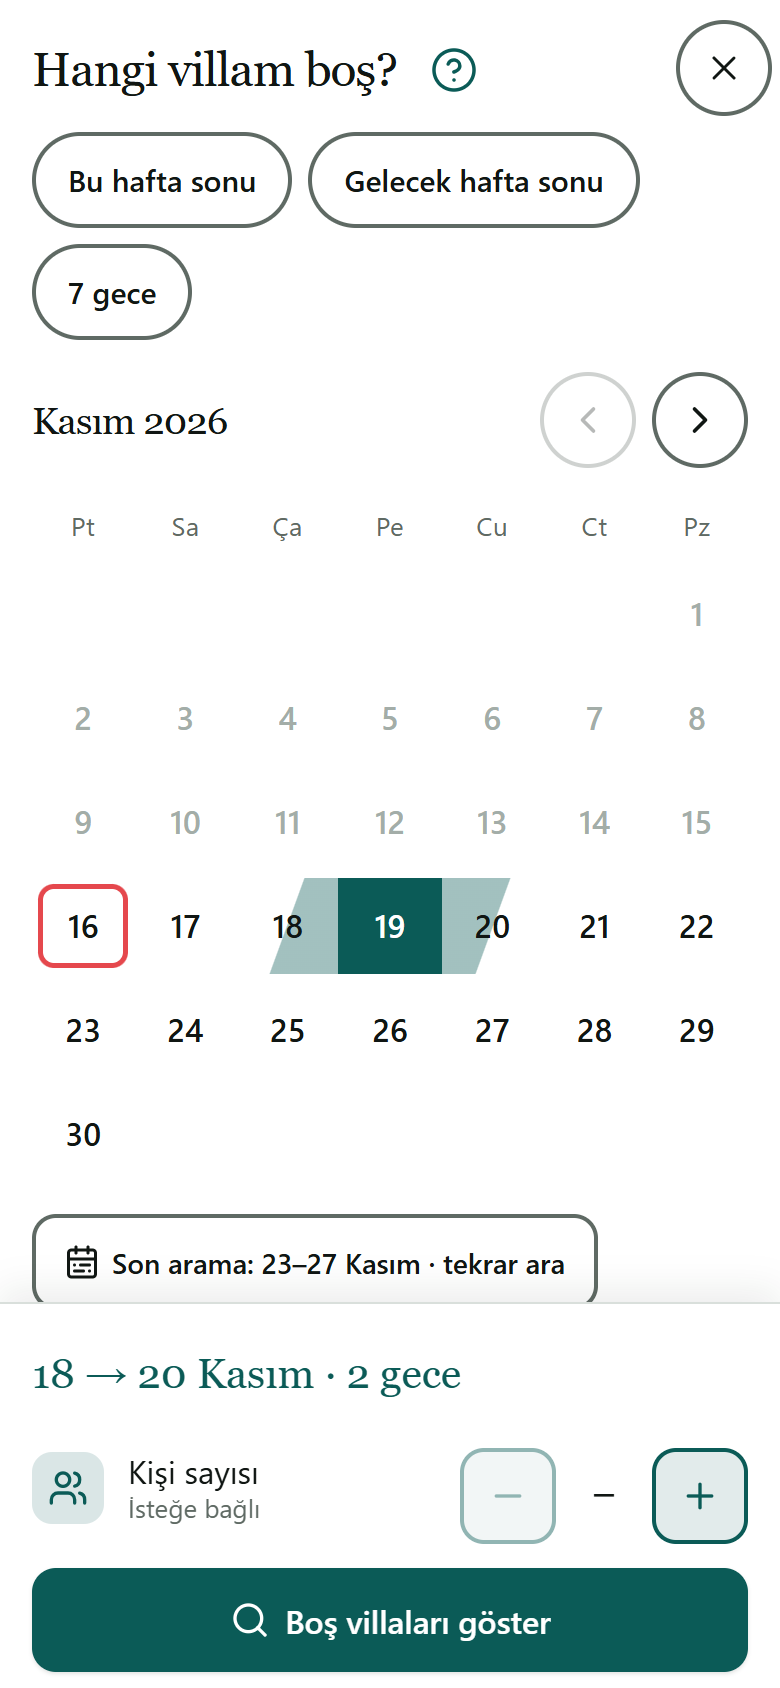 Hangi villam boş?
Bu hafta sonu
Gelecek hafta sonu
7 gece
Kasım 2026
Pt Sa Ça Pe Cu Ct Pz
1
2 3 4 5 6 7 8
9 10 11 12 13 14 15
16 17 18 19 20 21 22
23 24 25 26 27 28 29
30
Son arama: 23–27 Kasım · tekrar ara
18 → 20 Kasım · 2 gece
Kişi sayısı
İsteğe bağlı
–
Boş villaları göster